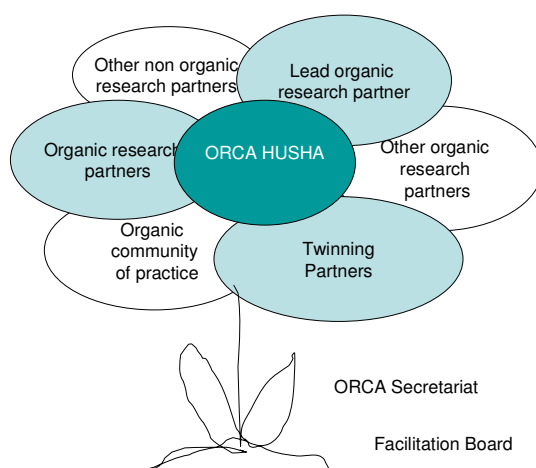 Other non organic
research partners
Lead organic
research partner
Organic research
partners
ORCA HUSHA
Other organic
research
partners
Organic
community
of practice
Twinning
Partners
ORCA Secretariat
Facilitation Board